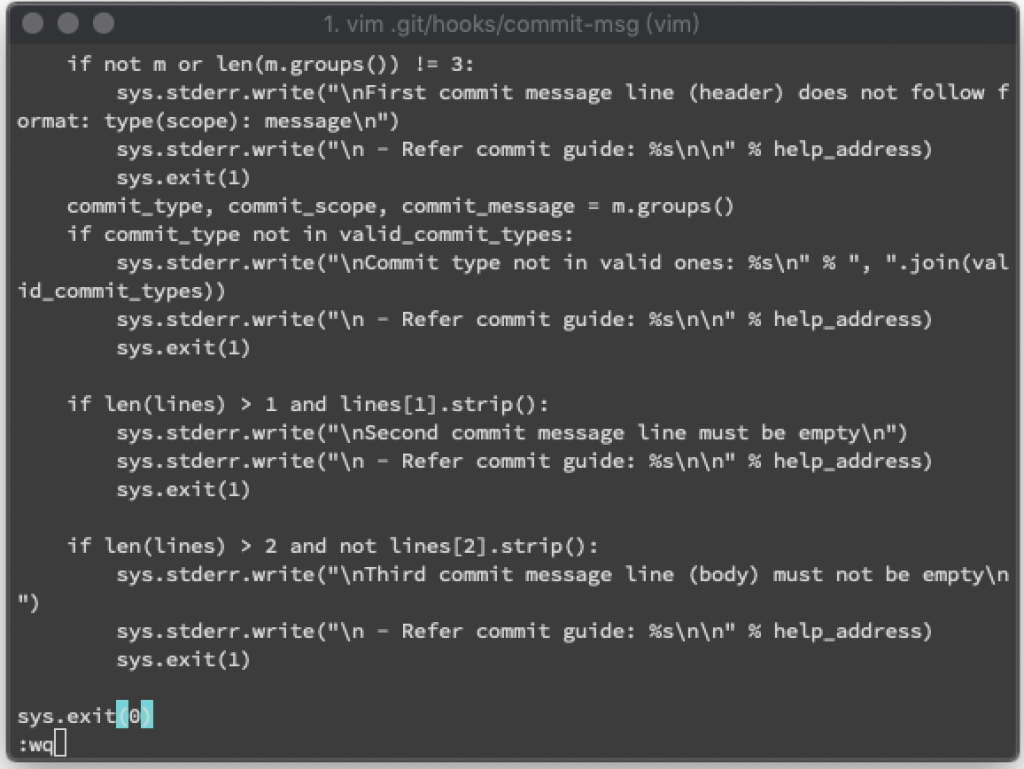 1. vim .git/hooks/commit-msg (vim)
    if not m or len(m.groups()) != 3:
        sys.stderr.write("\nFirst commit message line (header) does not follow f
ormat: type(scope): message\n")
        sys.stderr.write("\n - Refer commit guide: %s\n\n" % help_address)
        sys.exit(1)
    commit_type, commit_scope, commit_message = m.groups()
    if commit_type not in valid_commit_types:
        sys.stderr.write("\nCommit type not in valid ones: %s\n" % ", ".join(val
id_commit_types))
        sys.stderr.write("\n - Refer commit guide: %s\n\n" % help_address)
        sys.exit(1)

    if len(lines) > 1 and lines[1].strip():
        sys.stderr.write("\nSecond commit message line must be empty\n")
        sys.stderr.write("\n - Refer commit guide: %s\n\n" % help_address)
        sys.exit(1)

    if len(lines) > 2 and not lines[2].strip():
        sys.stderr.write("\nThird commit message line (body) must not be empty\n
")
        sys.stderr.write("\n - Refer commit guide: %s\n\n" % help_address)
        sys.exit(1)

sys.exit(0)
:wq